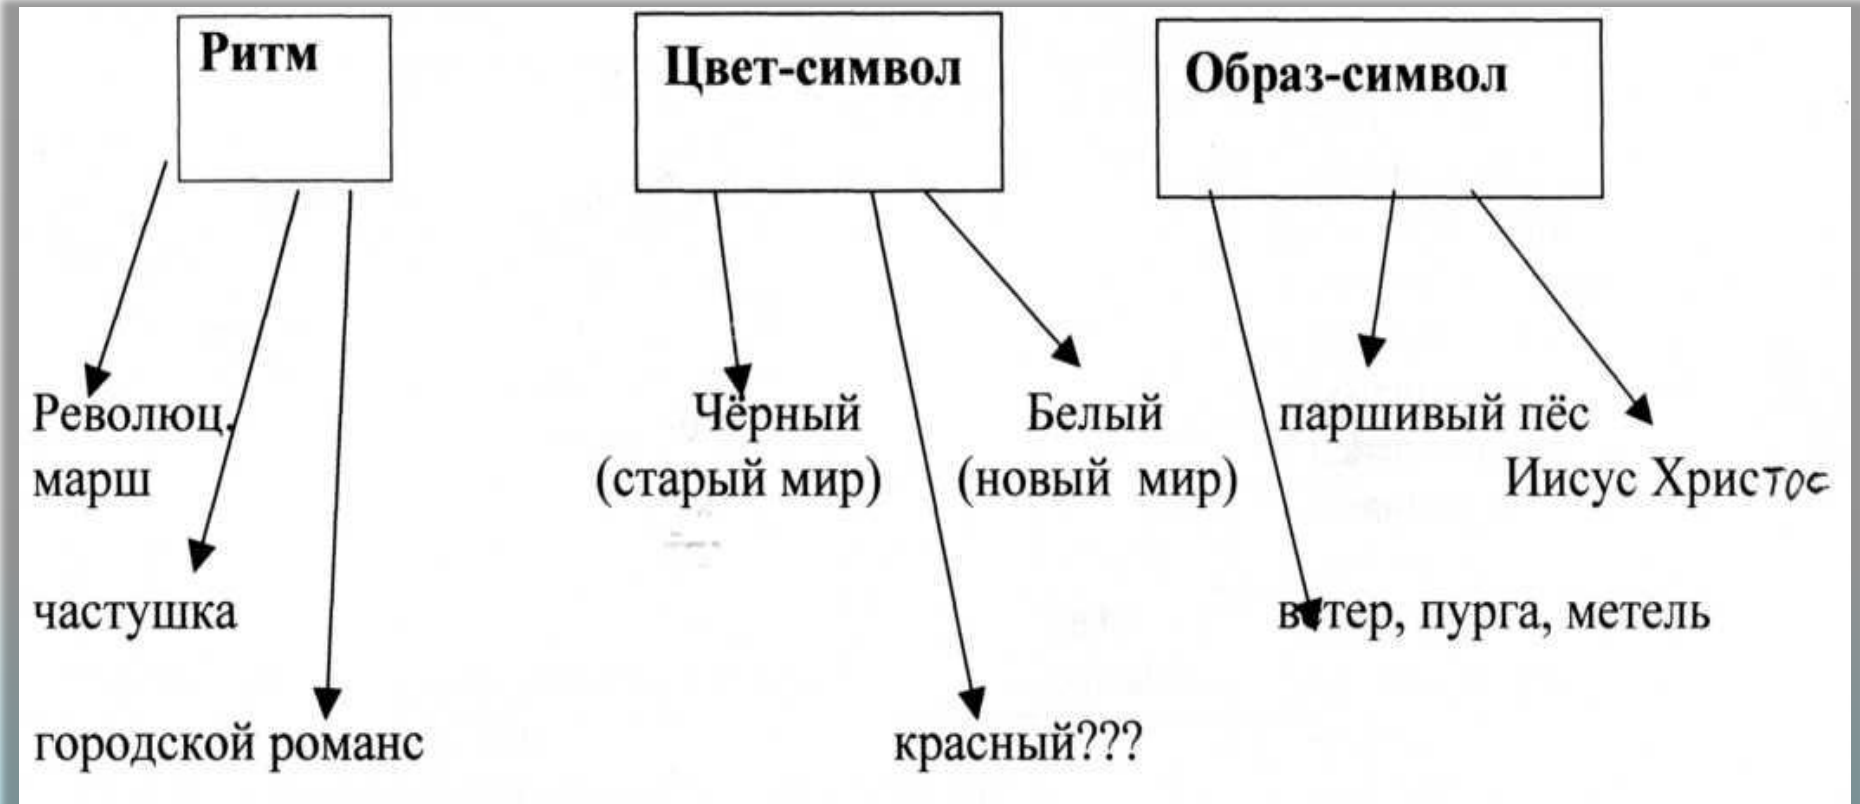 Ритм
Цвет-символ
Образ-символ
Революц.
марш
Чёрный
(старый мир)
Белый
(новый мир)
паршивый пёс
Иисус Христос
частушка
ветер, пурга, метель
городской романс
красный???